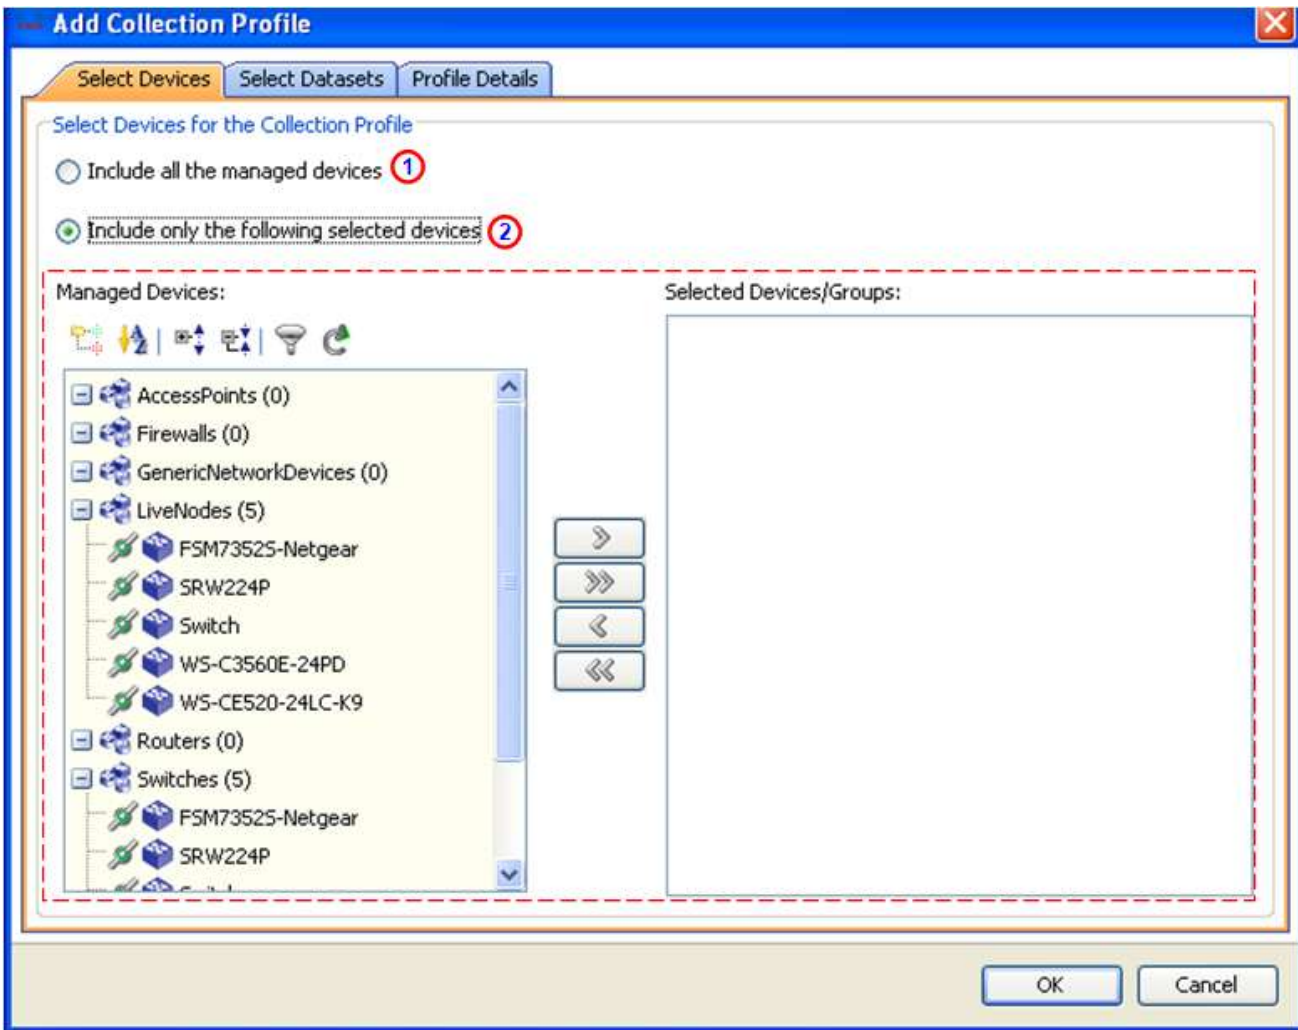 Add Collection Profile
Select Devices Select Datasets Profile Details
Select Devices for the Collection Profile
Include all the managed devices 1
Include only the following selected devices 2
Managed Devices:
Selected Devices/Groups:
AccessPoints (0)
Firewalls (0)
GenericNetworkDevices (0)
LiveNodes (5)
FSM7352S-Netgear
SRW224P
Switch
WS-C3560E-24PD
WS-CE520-24LC-K9
Routers (0)
Switches (5)
FSM7352S-Netgear
SRW224P
OK Cancel